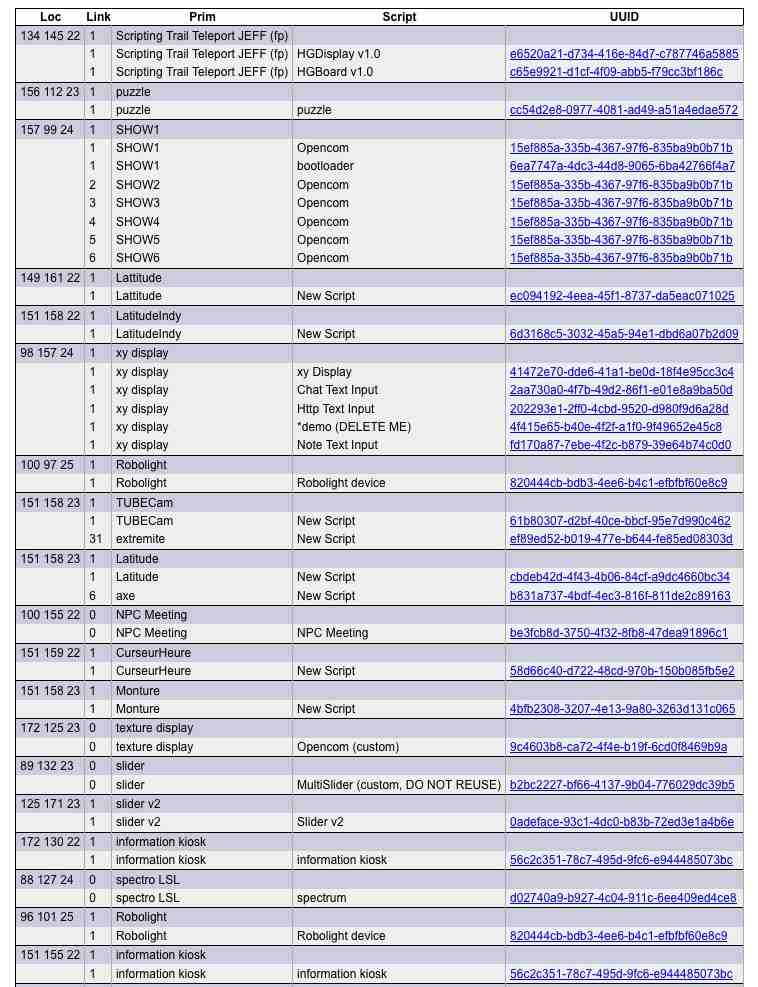 Loc Link Prim Script UUID
134 145 22 1 Scripting Trail Teleport JEFF (fp)
1 Scripting Trail Teleport JEFF (fp) HGDisplay v1.0 e6520a21-d734-416e-84d7-c787746a5885
1 Scripting Trail Teleport JEFF (fp) HGBoard v1.0 c65e9921-d1cf-4f09-abb5-f79cc3bf186c
156 112 23 1 puzzle
1 puzzle puzzle cc54d2e8-0977-4081-ad49-a51a4edae572
157 99 24 1 SHOW1
1 SHOW1 Opencom 15ef885a-335b-4367-97f6-835ba9b0b71b
1 SHOW1 bootloader 6ea7747a-4dc3-44d8-9065-6ba42766f4a7
2 SHOW2 Opencom 15ef885a-335b-4367-97f6-835ba9b0b71b
3 SHOW3 Opencom 15ef885a-335b-4367-97f6-835ba9b0b71b
4 SHOW4 Opencom 15ef885a-335b-4367-97f6-835ba9b0b71b
5 SHOW5 Opencom 15ef885a-335b-4367-97f6-835ba9b0b71b
6 SHOW6 Opencom 15ef885a-335b-4367-97f6-835ba9b0b71b
149 161 22 1 Lattitude
1 Lattitude New Script ec094192-4eea-45f1-8737-da5eac071025
151 158 22 1 LatitudeIndy
1 LatitudeIndy New Script 6d3168c5-3032-45a5-94e1-dbd6a07b2d09
98 157 24 1 xy display
1 xy display xy Display 41472e70-dde6-41a1-be0d-18f4e95cc3c4
1 xy display Chat Text Input 2aa730a0-4f7b-49d2-86f1-e01e8a9ba50d
1 xy display Http Text Input 202293e1-2ff0-4cbd-9520-d980f9d6a28d
1 xy display *demo (DELETE ME) 4f415e65-b40e-4f2f-a1f0-9f49652e45c8
1 xy display Note Text Input fd170a87-7ebe-4f2c-b879-39e64b74c0d0
100 97 25 1 Robolight
1 Robolight Robolight device 820444cb-bdb3-4ee6-b4c1-efbfbf60e8c9
151 158 23 1 TUBECam
1 TUBECam New Script 61b80307-d2bf-40ce-bbcf-95e7d990c462
31 extremite New Script ef89ed52-b019-477e-b644-fe85ed08303d
151 158 23 1 Latitude
1 Latitude New Script cbdeb42d-4f43-4b06-84cf-a9dc4660bc34
6 axe New Script b831a737-4bdf-4ec3-816f-811de2c89163
100 155 22 0 NPC Meeting
0 NPC Meeting NPC Meeting be3fcb8d-3750-4f32-8fb8-47dea91896c1
151 159 22 1 CurseurHeure
1 CurseurHeure New Script 58d66c40-d722-48cd-970b-150b085fb5e2
151 158 23 1 Monture
1 Monture New Script 4bfb2308-3207-4e13-9a80-3263d131c065
172 125 23 0 texture display
0 texture display Opencom (custom) 9c4603b8-ca72-4f4e-b19f-6cd0f8469b9a
89 132 23 0 slider
0 slider MultiSlider (custom, DO NOT REUSE) b2bc2227-bf66-4137-9b04-776029dc39b5
125 171 23 1 slider v2
1 slider v2 Slider v2 0adeface-93c1-4dc0-b83b-72ed3e1a4b6e
172 130 22 1 information kiosk
1 information kiosk information kiosk 56c2c351-78c7-495d-9fc6-e944485073bc
88 127 24 0 spectro LSL
0 spectro LSL spectrum d02740a9-b927-4c04-911c-6ee409ed4ce8
96 101 25 1 Robolight
1 Robolight Robolight device 820444cb-bdb3-4ee6-b4c1-efbfbf60e8c9
151 155 22 1 information kiosk
1 information kiosk information kiosk 56c2c351-78c7-495d-9fc6-e944485073bc